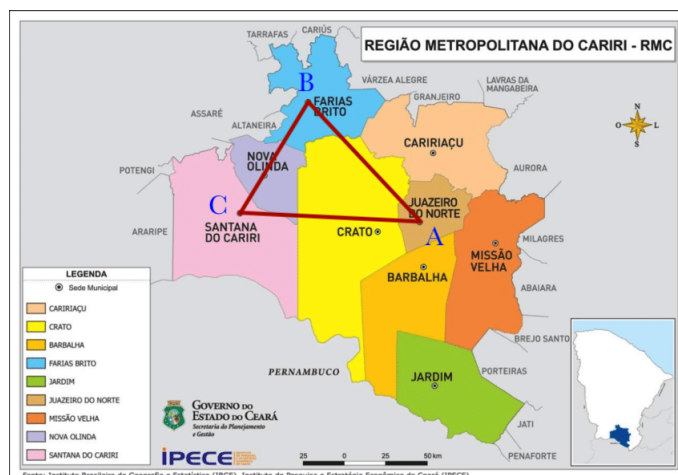 REGIÃO METROPOLITANA DO CARIRI - RMC
TARRAFAS
CARIÚS
B
FARIAS
BRITO
VÁRZEA ALEGRE
GRANJEIRO
LAVRAS DA
MANGABEIRA
ASSARÉ
ALTANEIRA
N
O
L
S
CARIRIAÇU
NOVA
OLINDA
POTENGI
AURORA
C
JUAZEIRO
DO NORTE
SANTANA
DO CARIRI
CRATO
A
ARARIPE
MISSÃO
VELHA
MILAGRES
BARBALHA
ABAIARA
LEGENDA
Sede Municipal
CARIRIAÇU
CRATO
BARBALHA
FARIAS BRITO
JARDIM
JUAZEIRO DO NORTE
MISSÃO VELHA
NOVA OLINDA
SANTANA DO CARIRI
BREJO SANTO
PERNAMBUCO
PORTEIRAS
JARDIM
JATI
PENAFORTE
GOVERNO DO
ESTADO DO CEARÁ
Secretaria do Planejamento
e Gestão
IPECE
25 0 25 50 km